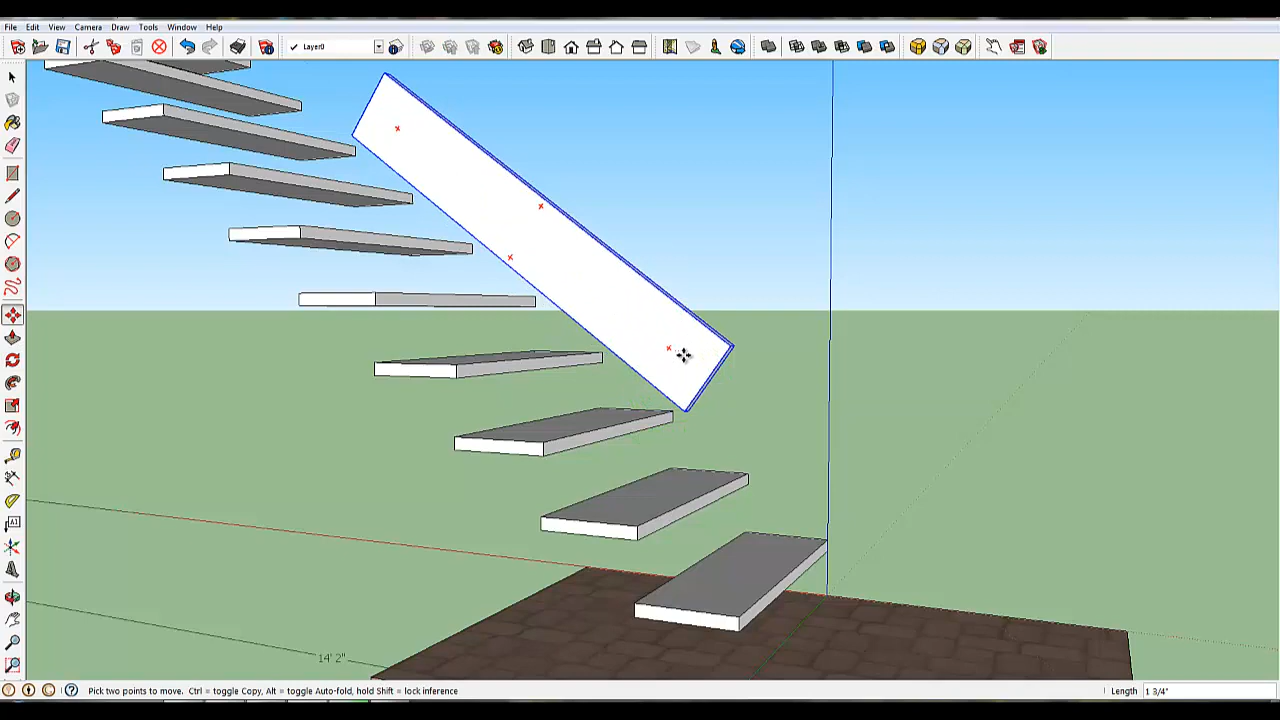 File Edit View Camera Draw Tools Window Help
Layer0
14' 2"
Pick two points to move. Ctrl = toggle Copy, Alt = toggle Auto-fold, hold Shift = lock inference
Length 1 3/4"